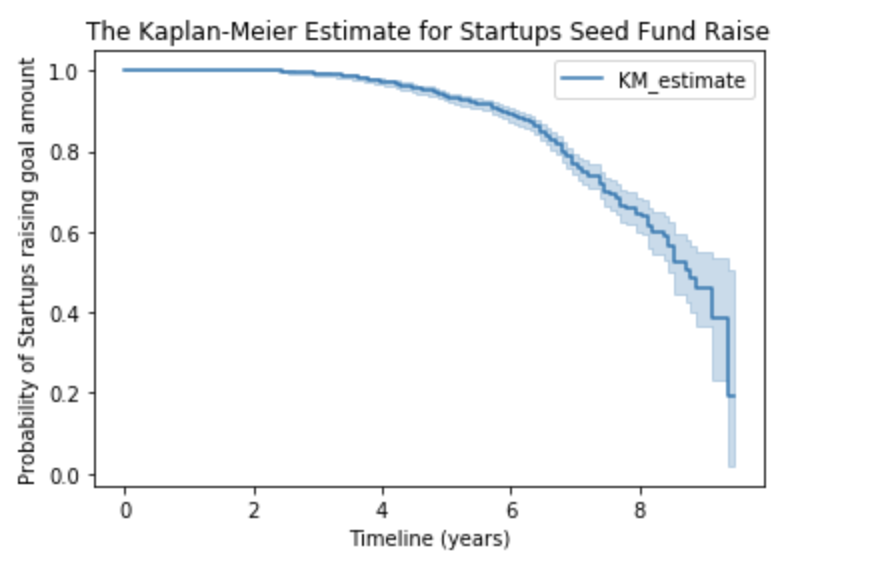 The Kaplan-Meier Estimate for Startups Seed Fund Raise
KM_estimate
Probability of Startups raising goal amount
1.0
0.8
0.6
0.4
0.2
0.0
0 2 4 6 8
Timeline (years)